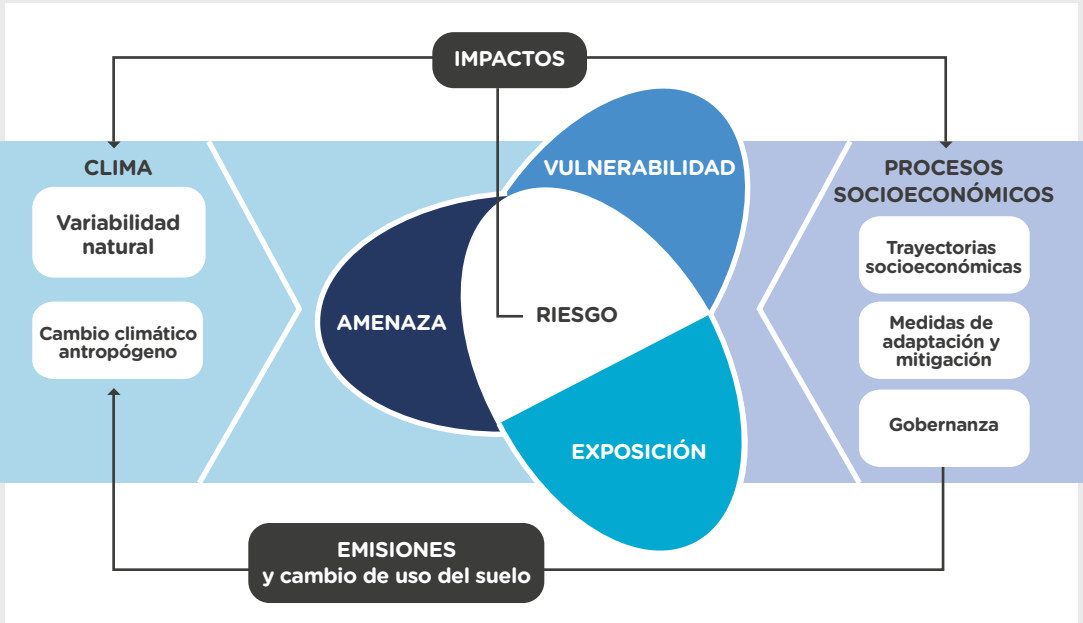 IMPACTOS
CLIMA
Variabilidad
natural
Cambio climático
antropógeno
VULNERABILIDAD
AMENAZA
RIESGO
EXPOSICIÓN
PROCESOS
SOCIOECONÓMICOS
Trayectorias
socioeconómicas
Medidas de
adaptación y
mitigación
Gobernanza
EMISIONES
y cambio de uso del suelo